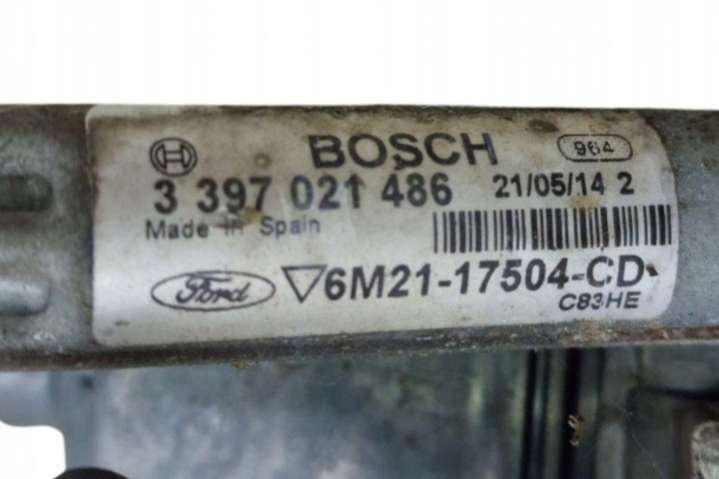 BOSCH 964
3 397 021 486 21/05/14 2
Made in Spain
Ford 6M21-17504-CD
C83HE